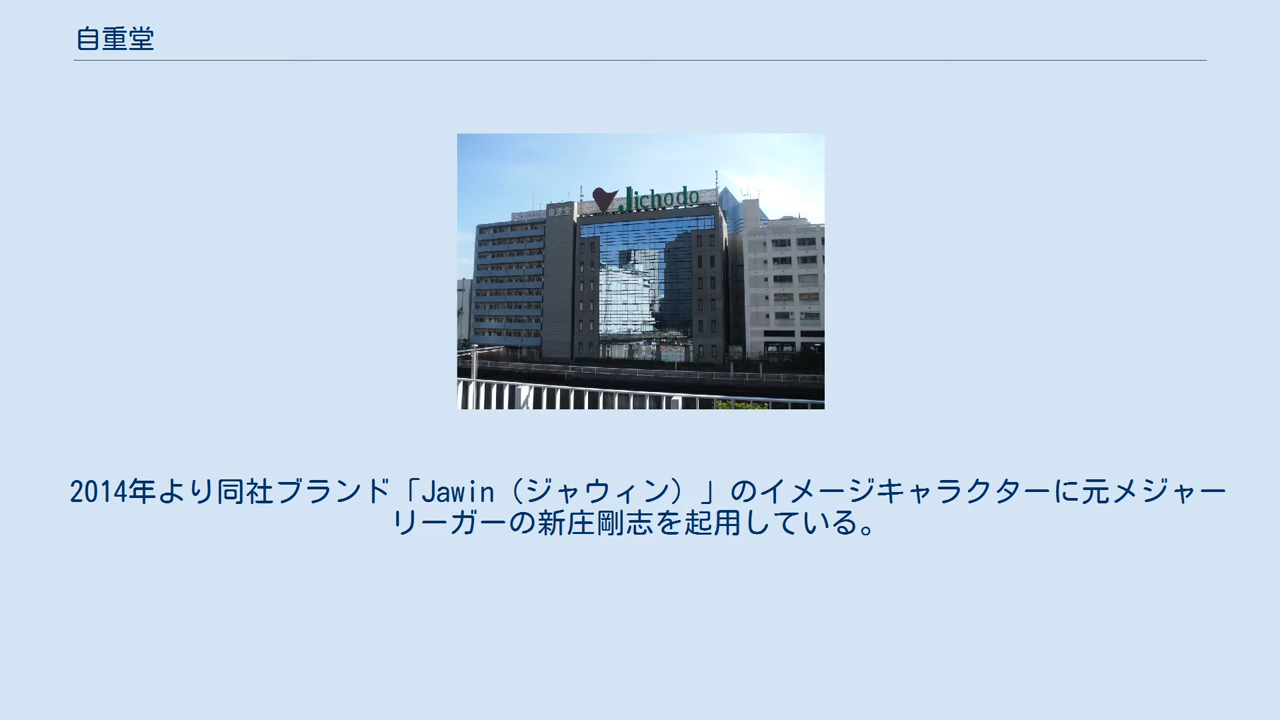 自重堂
自重堂
Jichodo
2014年より同社ブランド「Jawin（ジャウィン）」のイメージキャラクターに元メジャー
リーガーの新庄剛志を起用している。